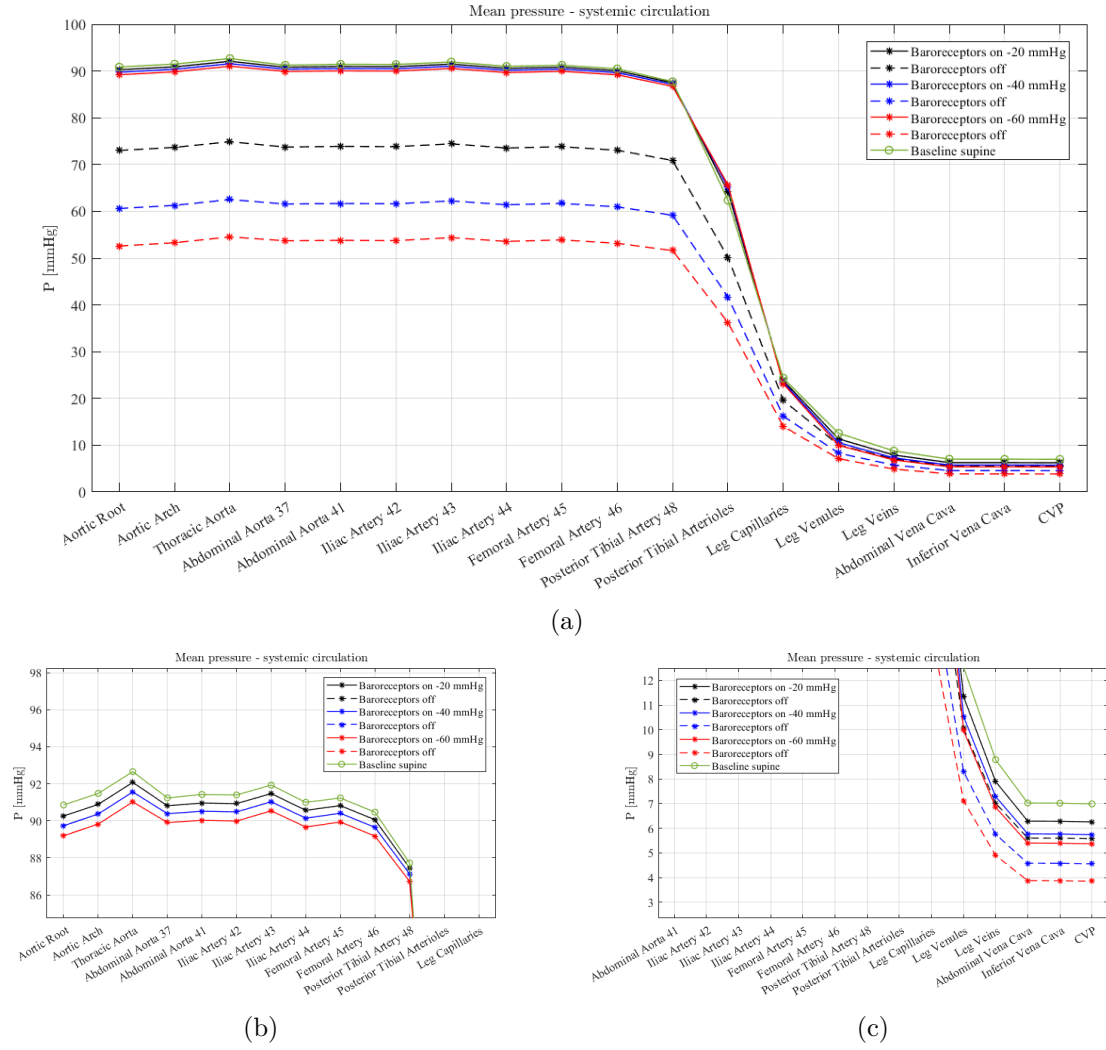 Mean pressure - systemic circulation
100
90
80
70
60
50
40
30
20
10
0
P [mmHg]
Baroreceptors on -20 mmHg
Baroreceptors off
Baroreceptors on -40 mmHg
Baroreceptors off
Baroreceptors on -60 mmHg
Baroreceptors off
Baseline supine
Aortic Root
Aortic Arch
Thoracic Aorta
Abdominal Aorta 37
Abdominal Aorta 41
Iliac Artery 42
Iliac Artery 43
Iliac Artery 44
Femoral Artery 45
Femoral Artery 46
Posterior Tibial Artery 48
Posterior Tibial Arterioles
Leg Capillaries
Leg Venules
Leg Veins
Abdominal Vena Cava
Inferior Vena Cava
CVP
(a)
Mean pressure - systemic circulation
98
96
94
92
90
88
86
P [mmHg]
Baroreceptors on -20 mmHg
Baroreceptors off
Baroreceptors on -40 mmHg
Baroreceptors off
Baroreceptors on -60 mmHg
Baroreceptors off
Baseline supine
Aortic Root
Aortic Arch
Thoracic Aorta
Abdominal Aorta 37
Abdominal Aorta 41
Iliac Artery 42
Iliac Artery 43
Iliac Artery 44
Femoral Artery 45
Femoral Artery 46
Posterior Tibial Artery 48
Posterior Tibial Arterioles
Leg Capillaries
(b)
Mean pressure - systemic circulation
12
11
10
9
8
7
6
5
4
3
P [mmHg]
Baroreceptors on -20 mmHg
Baroreceptors off
Baroreceptors on -40 mmHg
Baroreceptors off
Baroreceptors on -60 mmHg
Baroreceptors off
Baseline supine
Abdominal Aorta 41
Iliac Artery 42
Iliac Artery 43
Iliac Artery 44
Femoral Artery 45
Femoral Artery 46
Posterior Tibial Artery 48
Posterior Tibial Arterioles
Leg Capillaries
Leg Venules
Leg Veins
Abdominal Vena Cava
Inferior Vena Cava
CVP
(c)